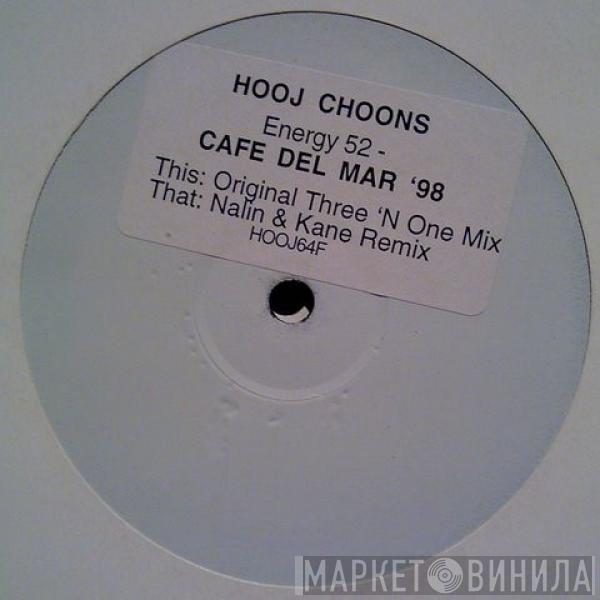 HOOJ CHOONS
Energy 52 -
CAFE DEL MAR '98
This: Original Three 'N One Mix
That: Nalin & Kane Remix
HOOJ64F
МАРКЕТ ВИНИЛА